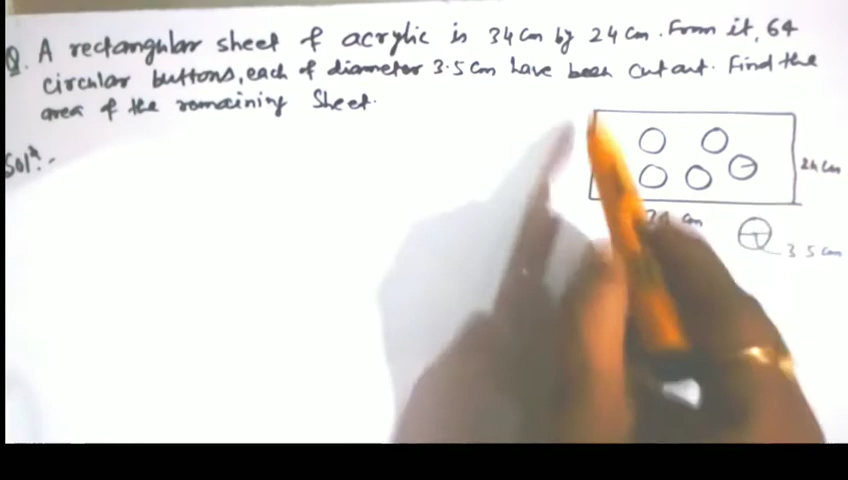 Q. A rectangular sheet of acrylic is 34 cm by 24 cm. From it, 64
circular buttons, each of diameter 3.5 cm have been cut out. Find the
area of the remaining sheet.
Solⁿ:-
24 cm
cm
3.5 cm